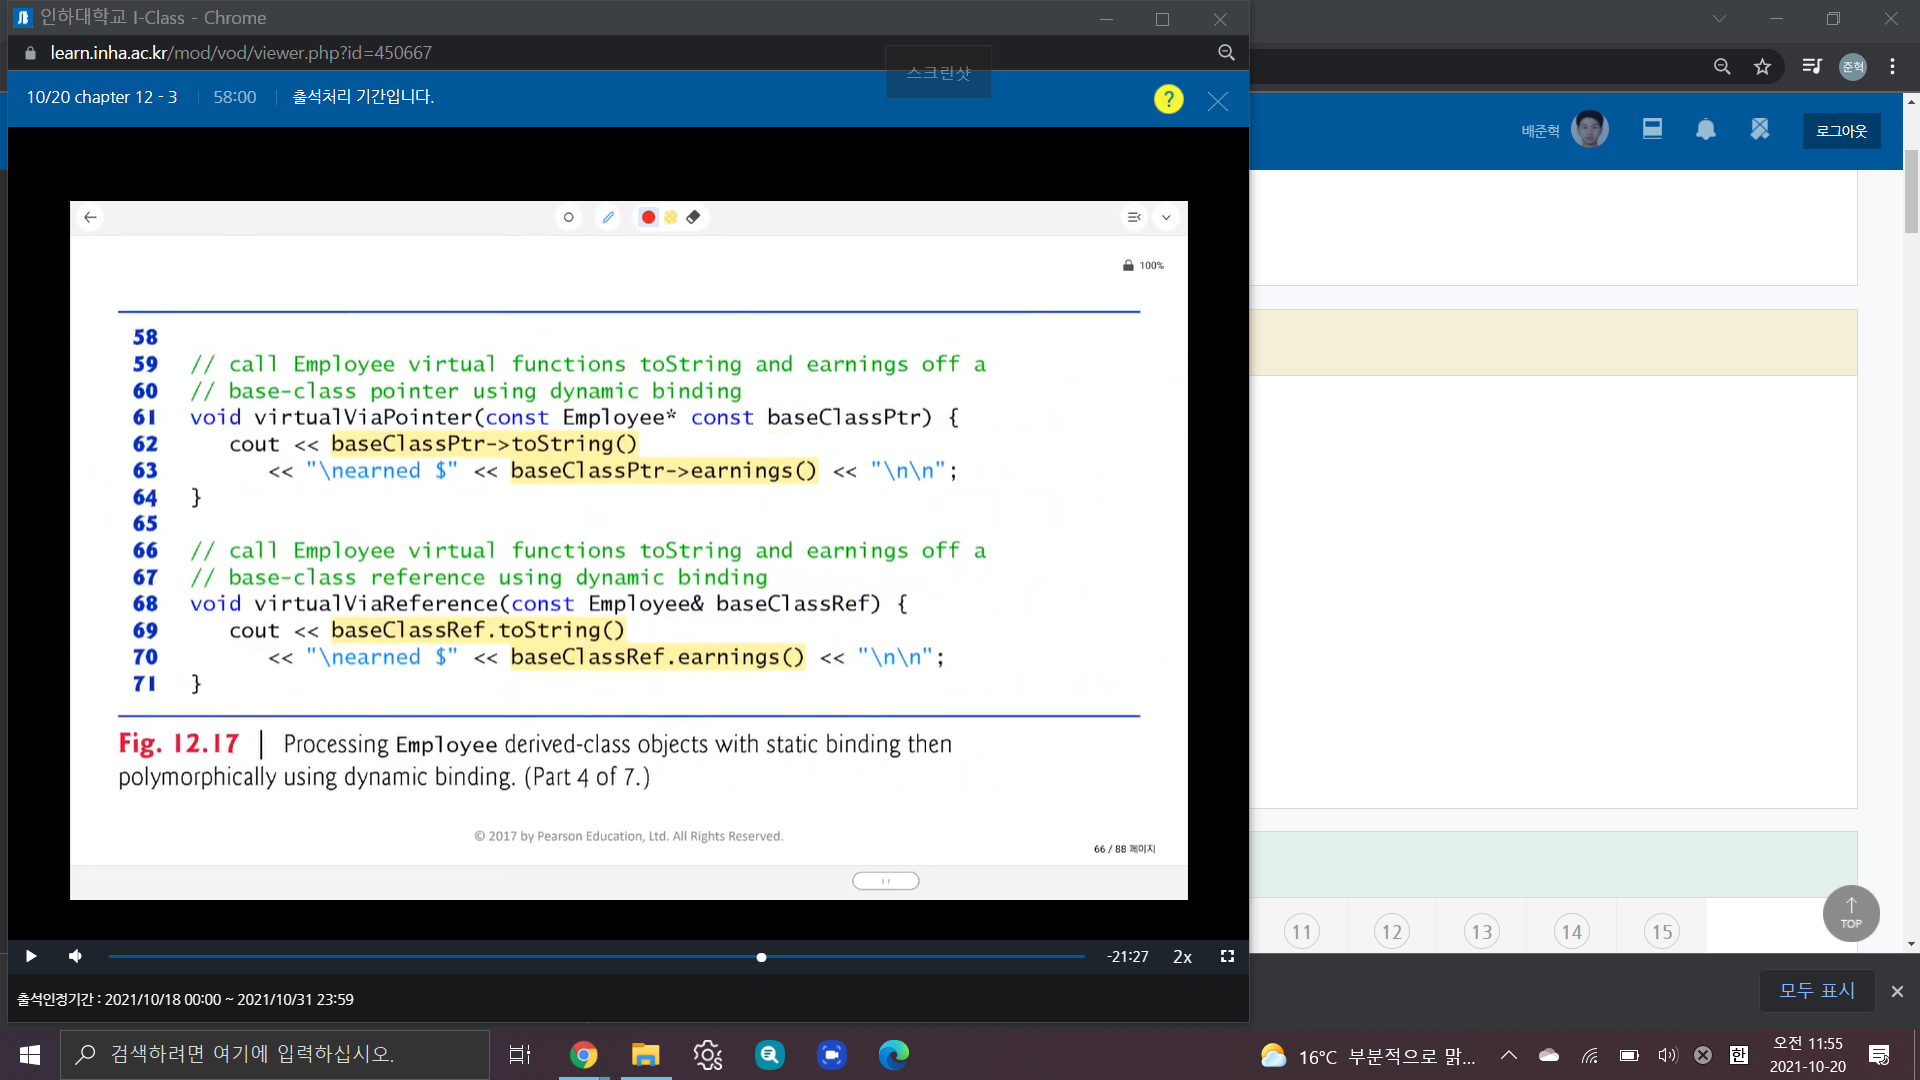 인하대학교 I-Class - Chrome
learn.inha.ac.kr/mod/vod/viewer.php?id=450667
스크린샷
준혁
10/20 chapter 12 - 3
58:00
출석처리 기간입니다.
?
배준혁
로그아웃
100%
58
59 // call Employee virtual functions toString and earnings off a
60 // base-class pointer using dynamic binding
61 void virtualViaPointer(const Employee* const baseClassPtr) {
62 cout << baseClassPtr->toString()
63 << "\nearned $" << baseClassPtr->earnings() << "\n\n";
64 }
65
66 // call Employee virtual functions toString and earnings off a
67 // base-class reference using dynamic binding
68 void virtualViaReference(const Employee& baseClassRef) {
69 cout << baseClassRef.toString()
70 << "\nearned $" << baseClassRef.earnings() << "\n\n";
71 }
Fig. 12.17 | Processing Employee derived-class objects with static binding then
polymorphically using dynamic binding. (Part 4 of 7.)
© 2017 by Pearson Education, Ltd. All Rights Reserved.
66 / 88 페이지
11 12 13 14 15
TOP
-21:27 2x
모두 표시
출석인정기간 : 2021/10/18 00:00 ~ 2021/10/31 23:59
검색하려면 여기에 입력하십시오.
16°C 부분적으로 맑...
한
오전 11:55
2021-10-20